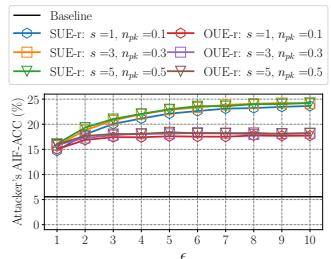 Baseline
SUE-r: s =1, n_pk =0.1 OUE-r: s =1, n_pk =0.1
SUE-r: s =3, n_pk =0.3 OUE-r: s =3, n_pk =0.3
SUE-r: s =5, n_pk =0.5 OUE-r: s =5, n_pk =0.5
Attacker's AIF-ACC (%)
25
20
15
10
5
0
1 2 3 4 5 6 7 8 9 10
ϵ